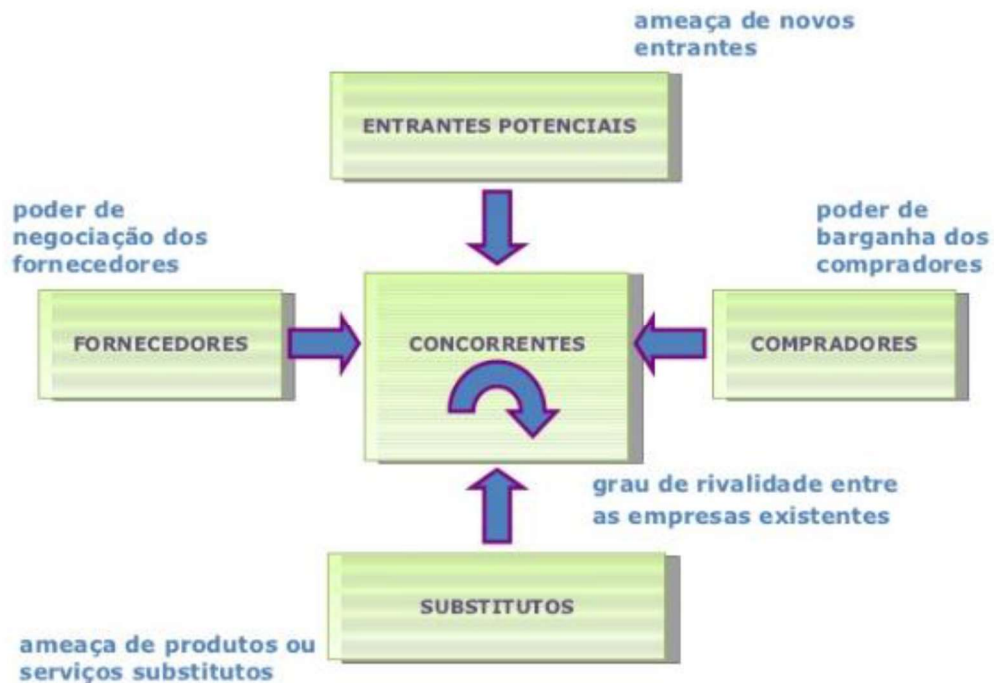 ameaça de novos
entrantes
ENTRANTES POTENCIAIS
poder de
negociação dos
fornecedores
poder de
barganha dos
compradores
FORNECEDORES
CONCORRENTES
COMPRADORES
grau de rivalidade entre
as empresas existentes
SUBSTITUTOS
ameaça de produtos ou
serviços substitutos